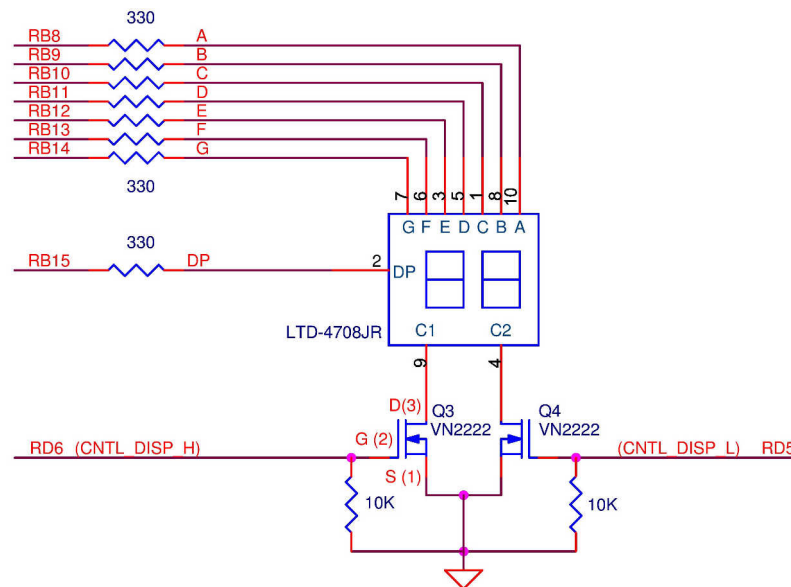 330
RB8 A
RB9 B
RB10 C
RB11 D
RB12 E
RB13 F
RB14 G
330
7 6 3 5 1 8 10
G F E D C B A
330
RB15 DP 2 DP
LTD-4708JR C1 C2
9 4
D(3) Q3 Q4
VN2222 VN2222
G (2)
RD6 (CNTL_DISP_H) (CNTL_DISP_L) RD5
S (1)
10K 10K